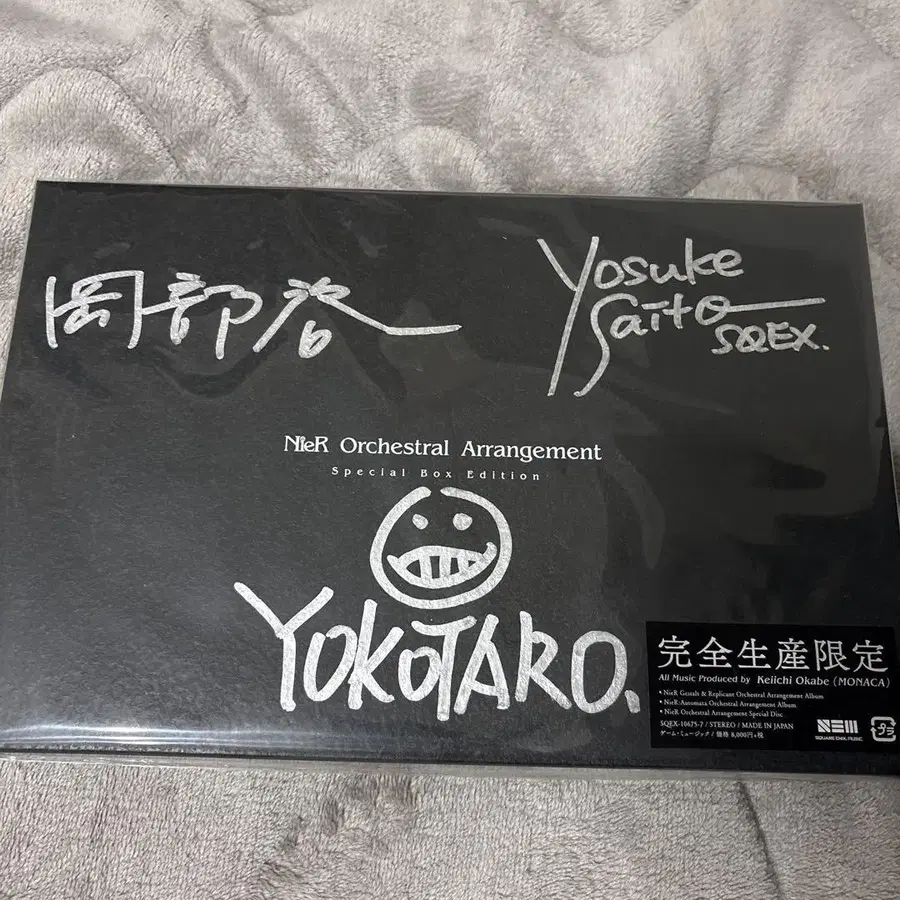 岡部啓一
Yosuke
Saito
SQEX.
NieR Orchestral Arrangement
Special Box Edition
YOKOTARO.
完全生産限定
All Music Produced by Keiichi Okabe (MONACA)
• NieR Gestalt & Replicant Orchestral Arrangement Album
• NieR:Automata Orchestral Arrangement Album
• NieR Orchestral Arrangement Special Disc
SQEX-10675-7 / STEREO / MADE IN JAPAN
ゲーム・ミュージック / 価格 8,000円+税
SQUARE ENIX MUSIC
プラ